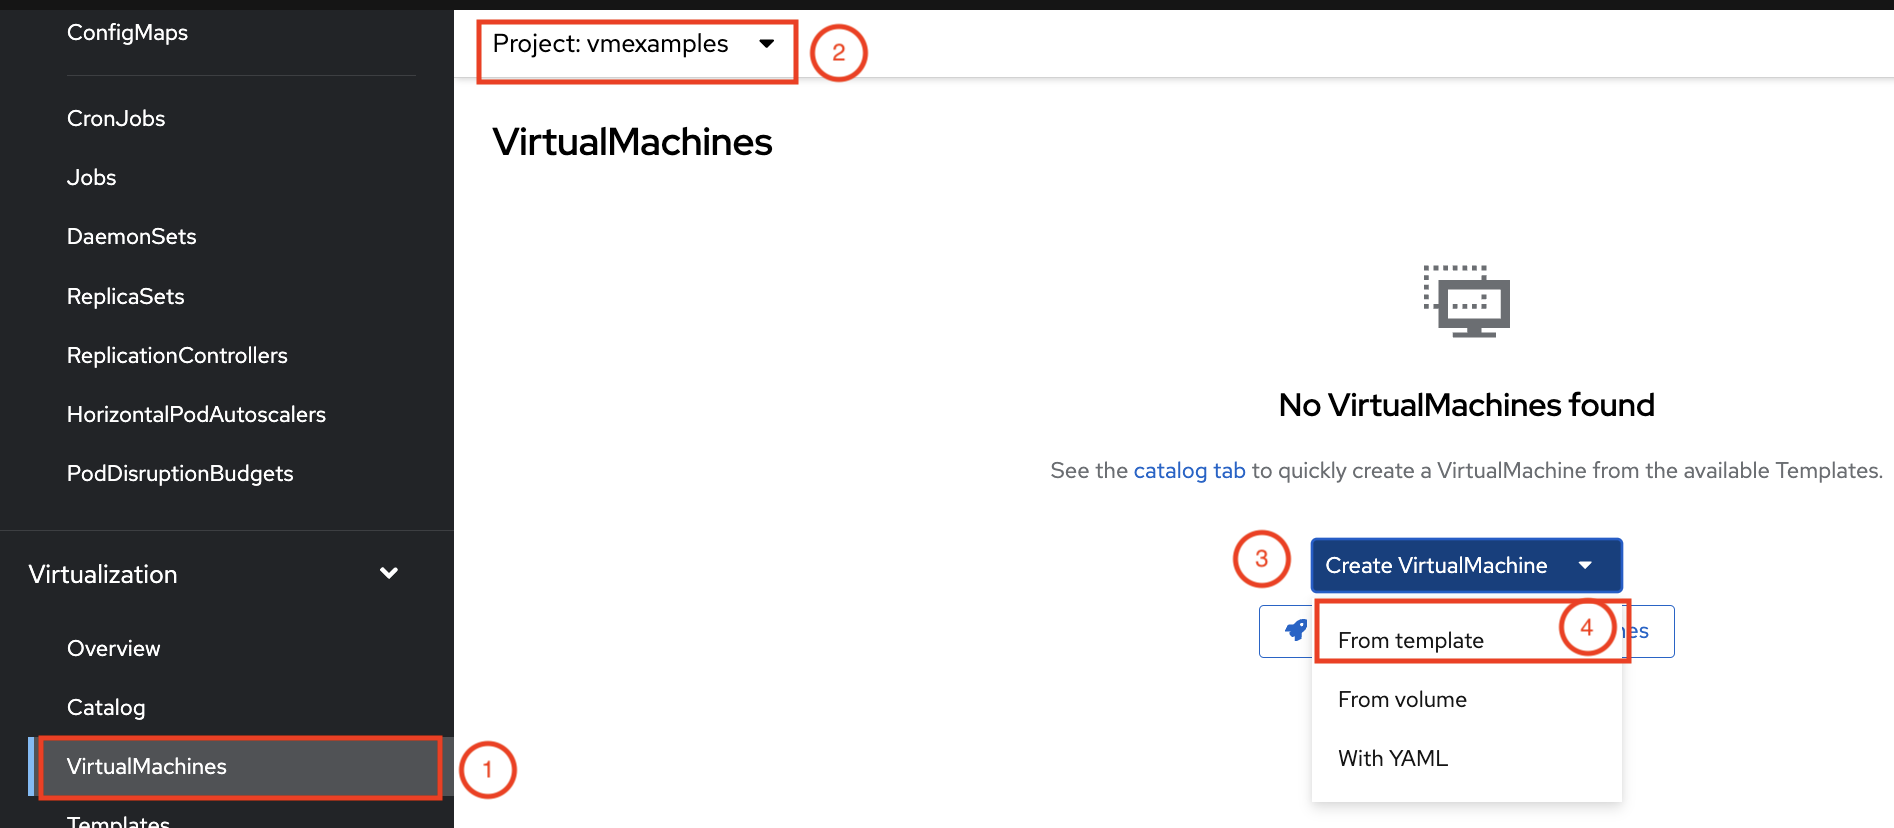 ConfigMaps
CronJobs
Jobs
DaemonSets
ReplicaSets
ReplicationControllers
HorizontalPodAutoscalers
PodDisruptionBudgets
Virtualization
Overview
Catalog
VirtualMachines
1
Templates
Project: vmexamples
2
VirtualMachines
No VirtualMachines found
See the catalog tab to quickly create a VirtualMachine from the available Templates.
3
Create VirtualMachine
From template
4
From volume
With YAML